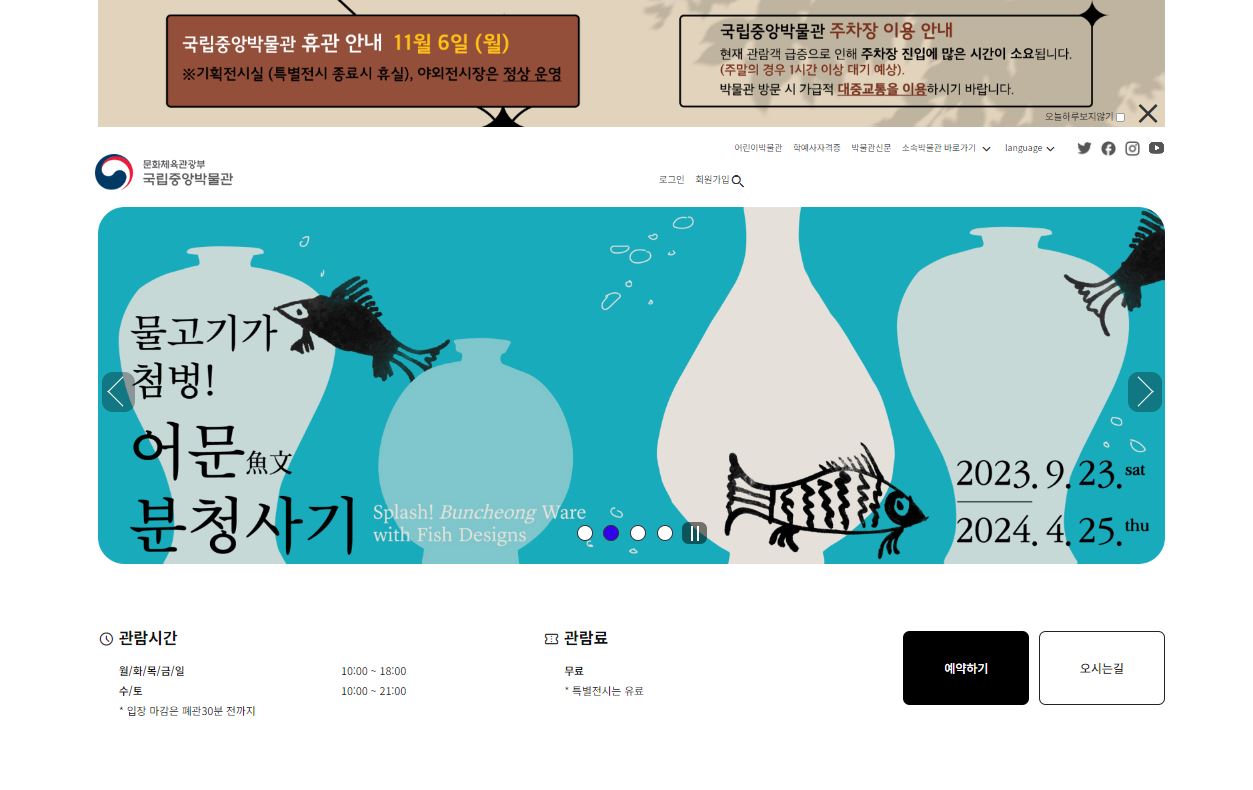 국립중앙박물관 휴관 안내 11월 6일 (월)
※기획전시실 (특별전시 종료시 휴실), 야외전시장은 정상 운영
국립중앙박물관 주차장 이용 안내
현재 관람객 급증으로 인해 주차장 진입에 많은 시간이 소요됩니다.
(주말의 경우 1시간 이상 대기 예상).
박물관 방문 시 가급적 대중교통을 이용하시기 바랍니다.
오늘하루보지않기
어린이박물관 학예사자격증 박물관신문 소속박물관 바로가기 language
문화체육관광부
국립중앙박물관
로그인 회원가입
물고기가
첨벙!
어문魚文
분청사기
Splash! Buncheong Ware
with Fish Designs
2023. 9. 23. sat
2024. 4. 25. thu
관람시간
월/화/목/금/일 10:00 ~ 18:00
수/토 10:00 ~ 21:00
* 입장 마감은 폐관30분 전까지
관람료
무료
* 특별전시는 유료
예약하기
오시는길